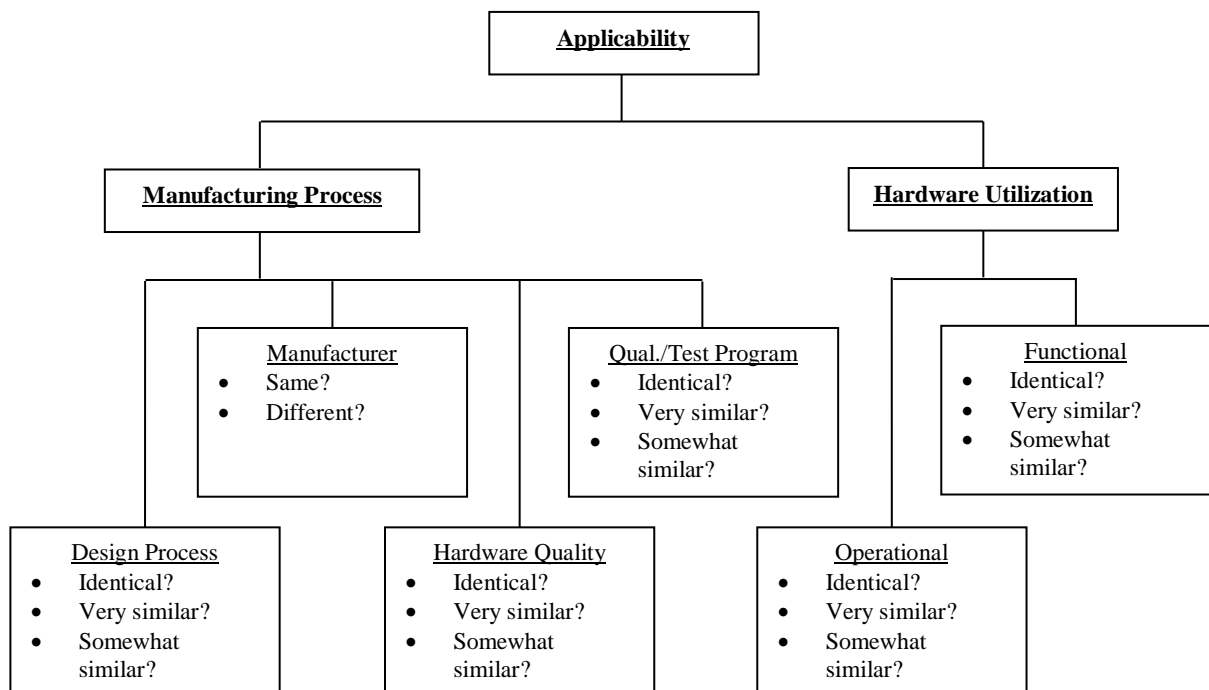 Applicability
Manufacturing Process
Hardware Utilization
Manufacturer
• Same?
• Different?
Qual./Test Program
• Identical?
• Very similar?
• Somewhat
similar?
Functional
• Identical?
• Very similar?
• Somewhat
similar?
Design Process
• Identical?
• Very similar?
• Somewhat
similar?
Hardware Quality
• Identical?
• Very similar?
• Somewhat
similar?
Operational
• Identical?
• Very similar?
• Somewhat
similar?